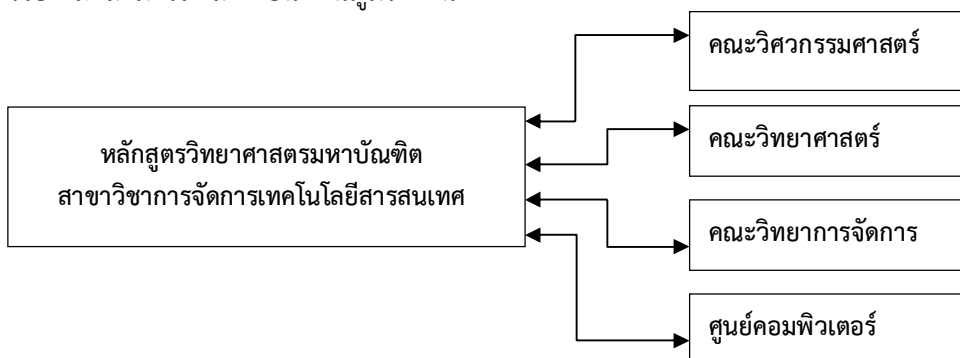 หลักสูตรวิทยาศาสตรมหาบัณฑิต
สาขาวิชาการจัดการเทคโนโลยีสารสนเทศ
คณะวิศวกรรมศาสตร์
คณะวิทยาศาสตร์
คณะวิทยาการจัดการ
ศูนย์คอมพิวเตอร์